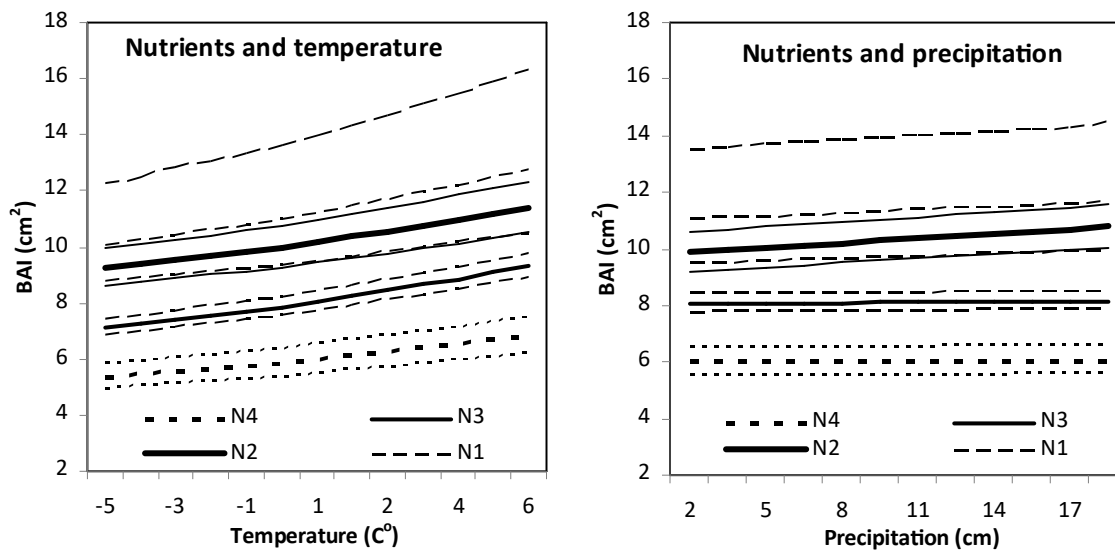 Nutrients and temperature
18
16
14
12
10
8
6
4
2
BAI (cm²)
N4 N3
N2 N1
-5 -3 -1 1 2 4 6
Temperature (C°)
Nutrients and precipitation
18
16
14
12
10
8
6
4
2
BAI (cm²)
N4 N3
N2 N1
2 5 8 11 14 17
Precipitation (cm)